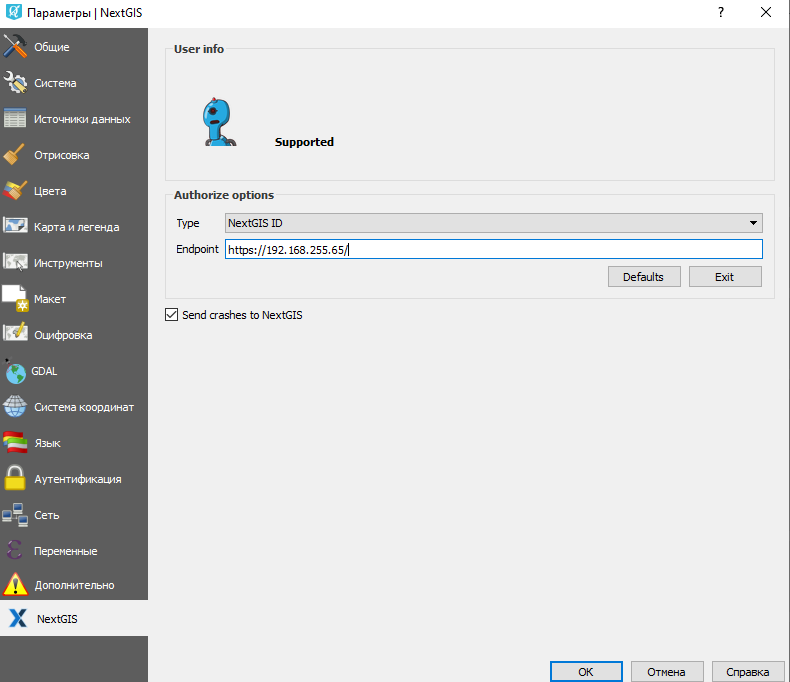 Параметры | NextGIS
?
Общие
Система
Источники данных
Отрисовка
Цвета
Карта и легенда
Инструменты
Макет
Оцифровка
GDAL
Система координат
Язык
Аутентификация
Сеть
Переменные
Дополнительно
NextGIS
User info
Supported
Authorize options
Type NextGIS ID
Endpoint https://192.168.255.65/
Defaults Exit
Send crashes to NextGIS
OK Отмена Справка